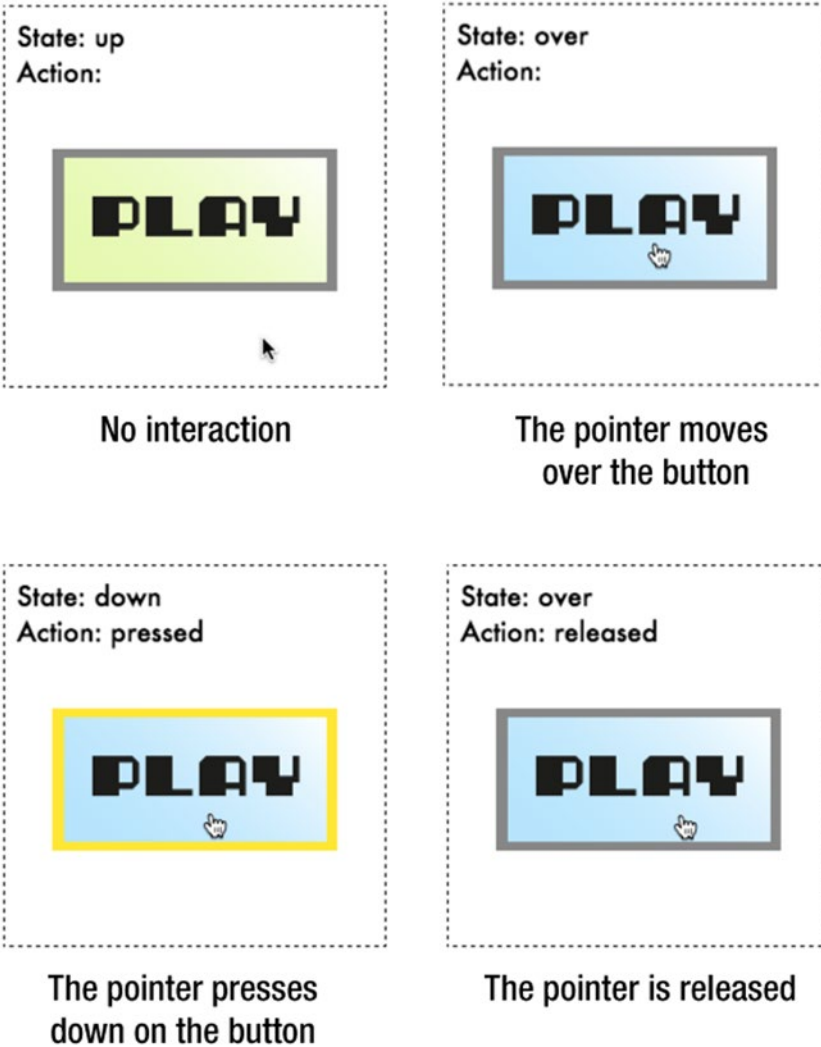 State: up
Action:
PLAY
No interaction
State: over
Action:
PLAY
The pointer moves
over the button
State: down
Action: pressed
PLAY
The pointer presses
down on the button
State: over
Action: released
PLAY
The pointer is released